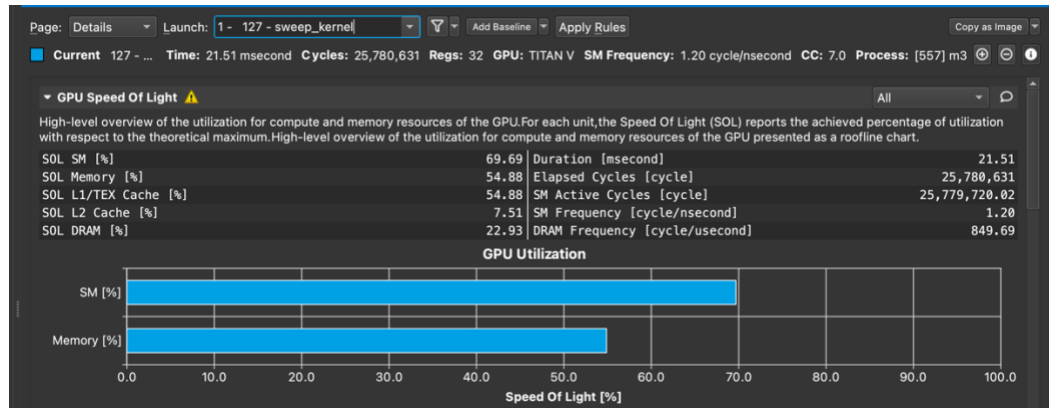 Page: Details Launch: 1 - 127 - sweep_kernel Add Baseline Apply Rules Copy as Image
Current 127 - ... Time: 21.51 msecond Cycles: 25,780,631 Regs: 32 GPU: TITAN V SM Frequency: 1.20 cycle/nsecond CC: 7.0 Process: [557] m3
GPU Speed Of Light All
High-level overview of the utilization for compute and memory resources of the GPU.For each unit,the Speed Of Light (SOL) reports the achieved percentage of utilization
with respect to the theoretical maximum.High-level overview of the utilization for compute and memory resources of the GPU presented as a roofline chart.
SOL SM [%] 69.69 Duration [msecond] 21.51
SOL Memory [%] 54.88 Elapsed Cycles [cycle] 25,780,631
SOL L1/TEX Cache [%] 54.88 SM Active Cycles [cycle] 25,779,720.02
SOL L2 Cache [%] 7.51 SM Frequency [cycle/nsecond] 1.20
SOL DRAM [%] 22.93 DRAM Frequency [cycle/usecond] 849.69
GPU Utilization
SM [%]
Memory [%]
0.0 10.0 20.0 30.0 40.0 50.0 60.0 70.0 80.0 90.0 100.0
Speed Of Light [%]